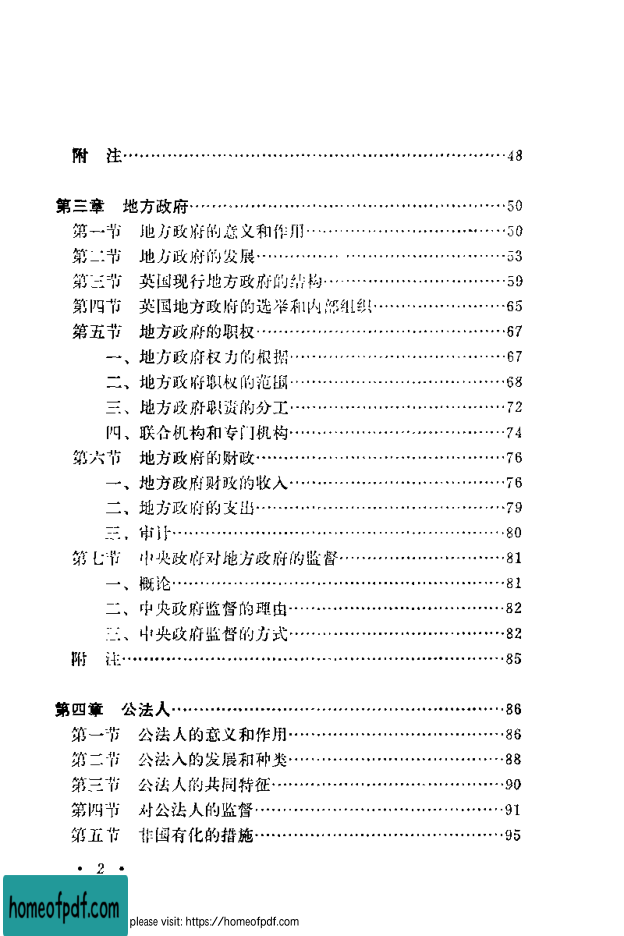 附 注……48
第三章 地方政府……50
第一节 地方政府的意义和作用……50
第二节 地方政府的发展……53
第三节 英国现行地方政府的结构……59
第四节 英国地方政府的选举和内部组织……65
第五节 地方政府的职权……67
一、地方政府权力的根据……67
二、地方政府职权的范围……68
三、地方政府职责的分工……72
四、联合机构和专门机构……74
第六节 地方政府的财政……76
一、地方政府财政的收入……76
二、地方政府的支出……79
三、审计……80
第七节 中央政府对地方政府的监督……81
一、概论……81
二、中央政府监督的理由……82
三、中央政府监督的方式……82
附 注……85
第四章 公法人……86
第一节 公法人的意义和作用……86
第二节 公法人的发展和种类……88
第三节 公法人的共同特征……90
第四节 对公法人的监督……91
第五节 非国有化的措施……95
· 2 ·
homeofpdf.com
please visit: https://homeofpdf.com